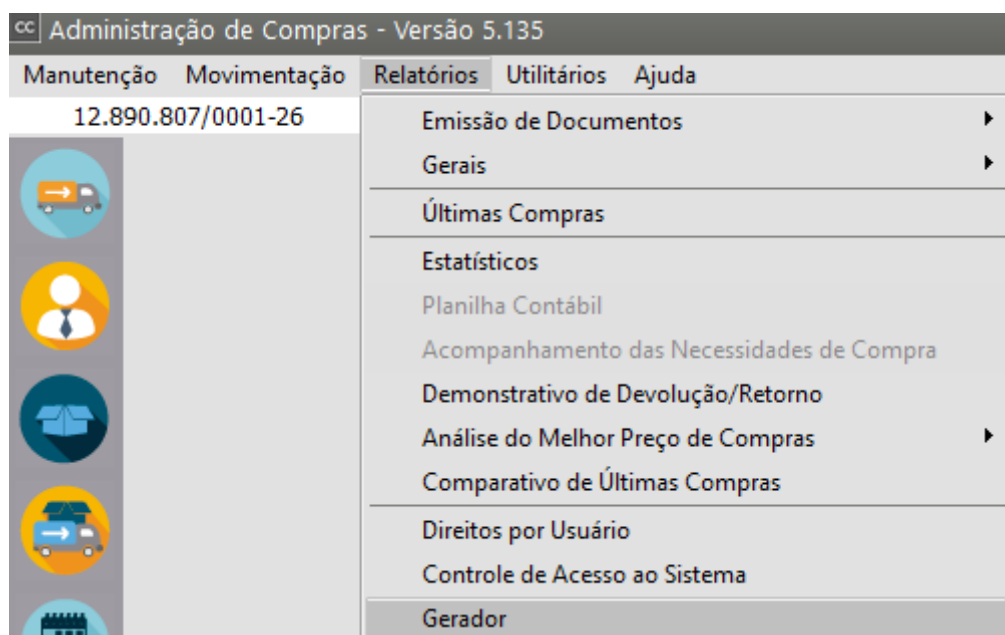 cc Administração de Compras - Versão 5.135
Manutenção Movimentação Relatórios Utilitários Ajuda
12.890.807/0001-26
Emissão de Documentos
Gerais
Últimas Compras
Estatísticos
Planilha Contábil
Acompanhamento das Necessidades de Compra
Demonstrativo de Devolução/Retorno
Análise do Melhor Preço de Compras
Comparativo de Últimas Compras
Direitos por Usuário
Controle de Acesso ao Sistema
Gerador